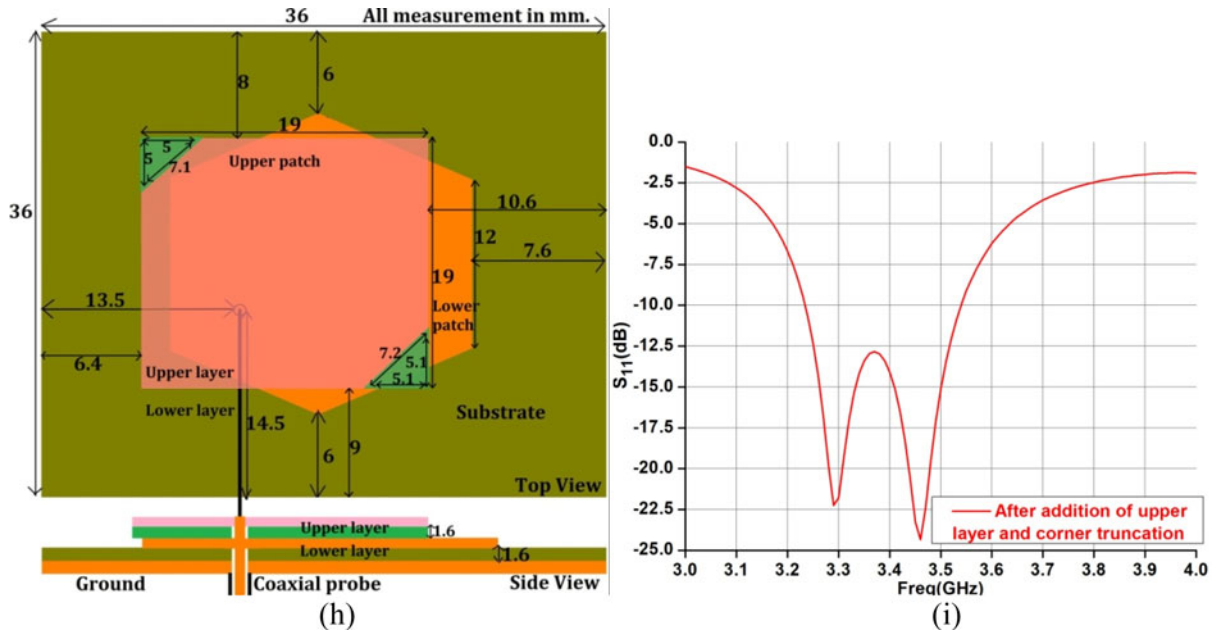 36 All measurement in mm.
8
6
19
5
5
7.1
Upper patch
36
10.6
12
7.6
13.5
19
Lower
patch
6.4
7.2
5.1
5.1
Upper layer
Lower layer
14.5
6
9
Substrate
Top View
Upper layer
1.6
Lower layer
1.6
Ground
Coaxial probe
Side View
(h)
0.0
-2.5
-5.0
-7.5
-10.0
-12.5
-15.0
-17.5
-20.0
-22.5
-25.0
S11(dB)
After addition of upper
layer and corner truncation
3.0 3.1 3.2 3.3 3.4 3.5 3.6 3.7 3.8 3.9 4.0
Freq(GHz)
(i)